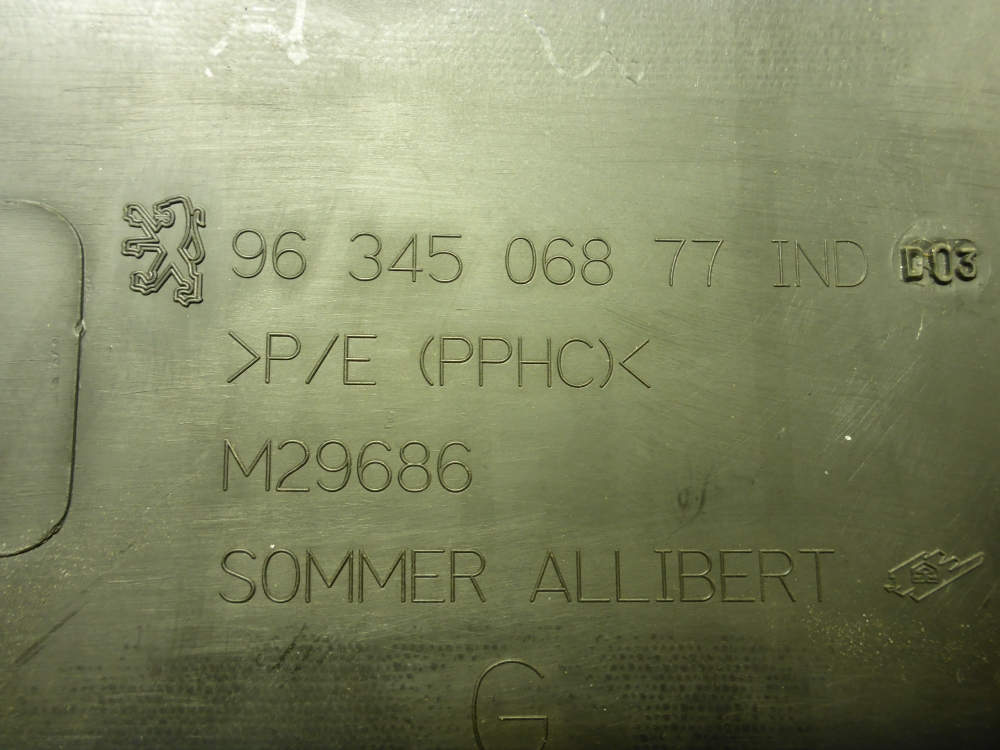 96 345 068 77 IND D03
>P/E (PPHC)<
M29686
SOMMER ALLIBERT
G